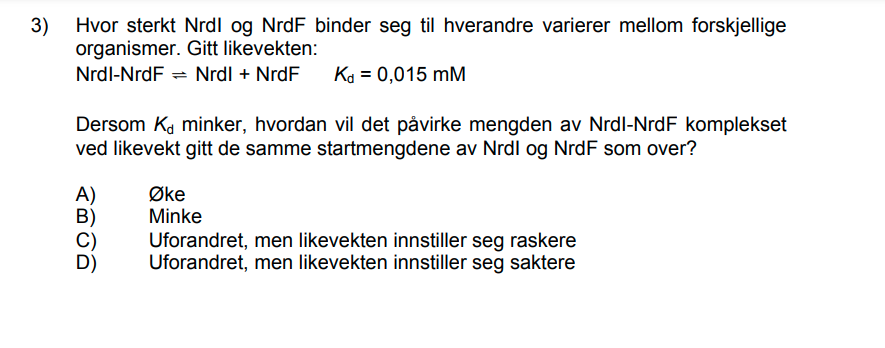 3) Hvor sterkt NrdI og NrdF binder seg til hverandre varierer mellom forskjellige
organismer. Gitt likevekten:
NrdI-NrdF ⇌ NrdI + NrdF Kd = 0,015 mM
Dersom Kd minker, hvordan vil det påvirke mengden av NrdI-NrdF komplekset
ved likevekt gitt de samme startmengdene av NrdI og NrdF som over?
A) Øke
B) Minke
C) Uforandret, men likevekten innstiller seg raskere
D) Uforandret, men likevekten innstiller seg saktere